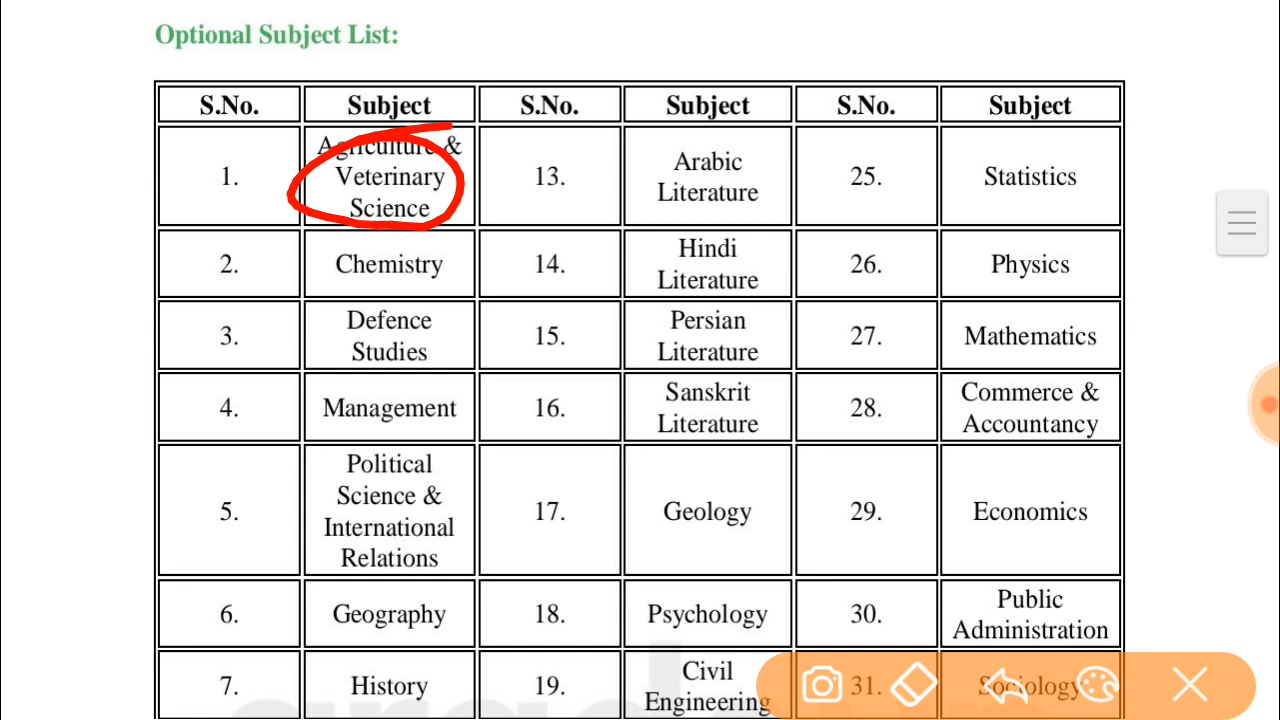 Optional Subject List:
S.No. Subject S.No. Subject S.No. Subject
1. Agriculture & Veterinary Science 13. Arabic Literature 25. Statistics
2. Chemistry 14. Hindi Literature 26. Physics
3. Defence Studies 15. Persian Literature 27. Mathematics
4. Management 16. Sanskrit Literature 28. Commerce & Accountancy
5. Political Science & International Relations 17. Geology 29. Economics
6. Geography 18. Psychology 30. Public Administration
7. History 19. Civil Engineering 31. Sociology